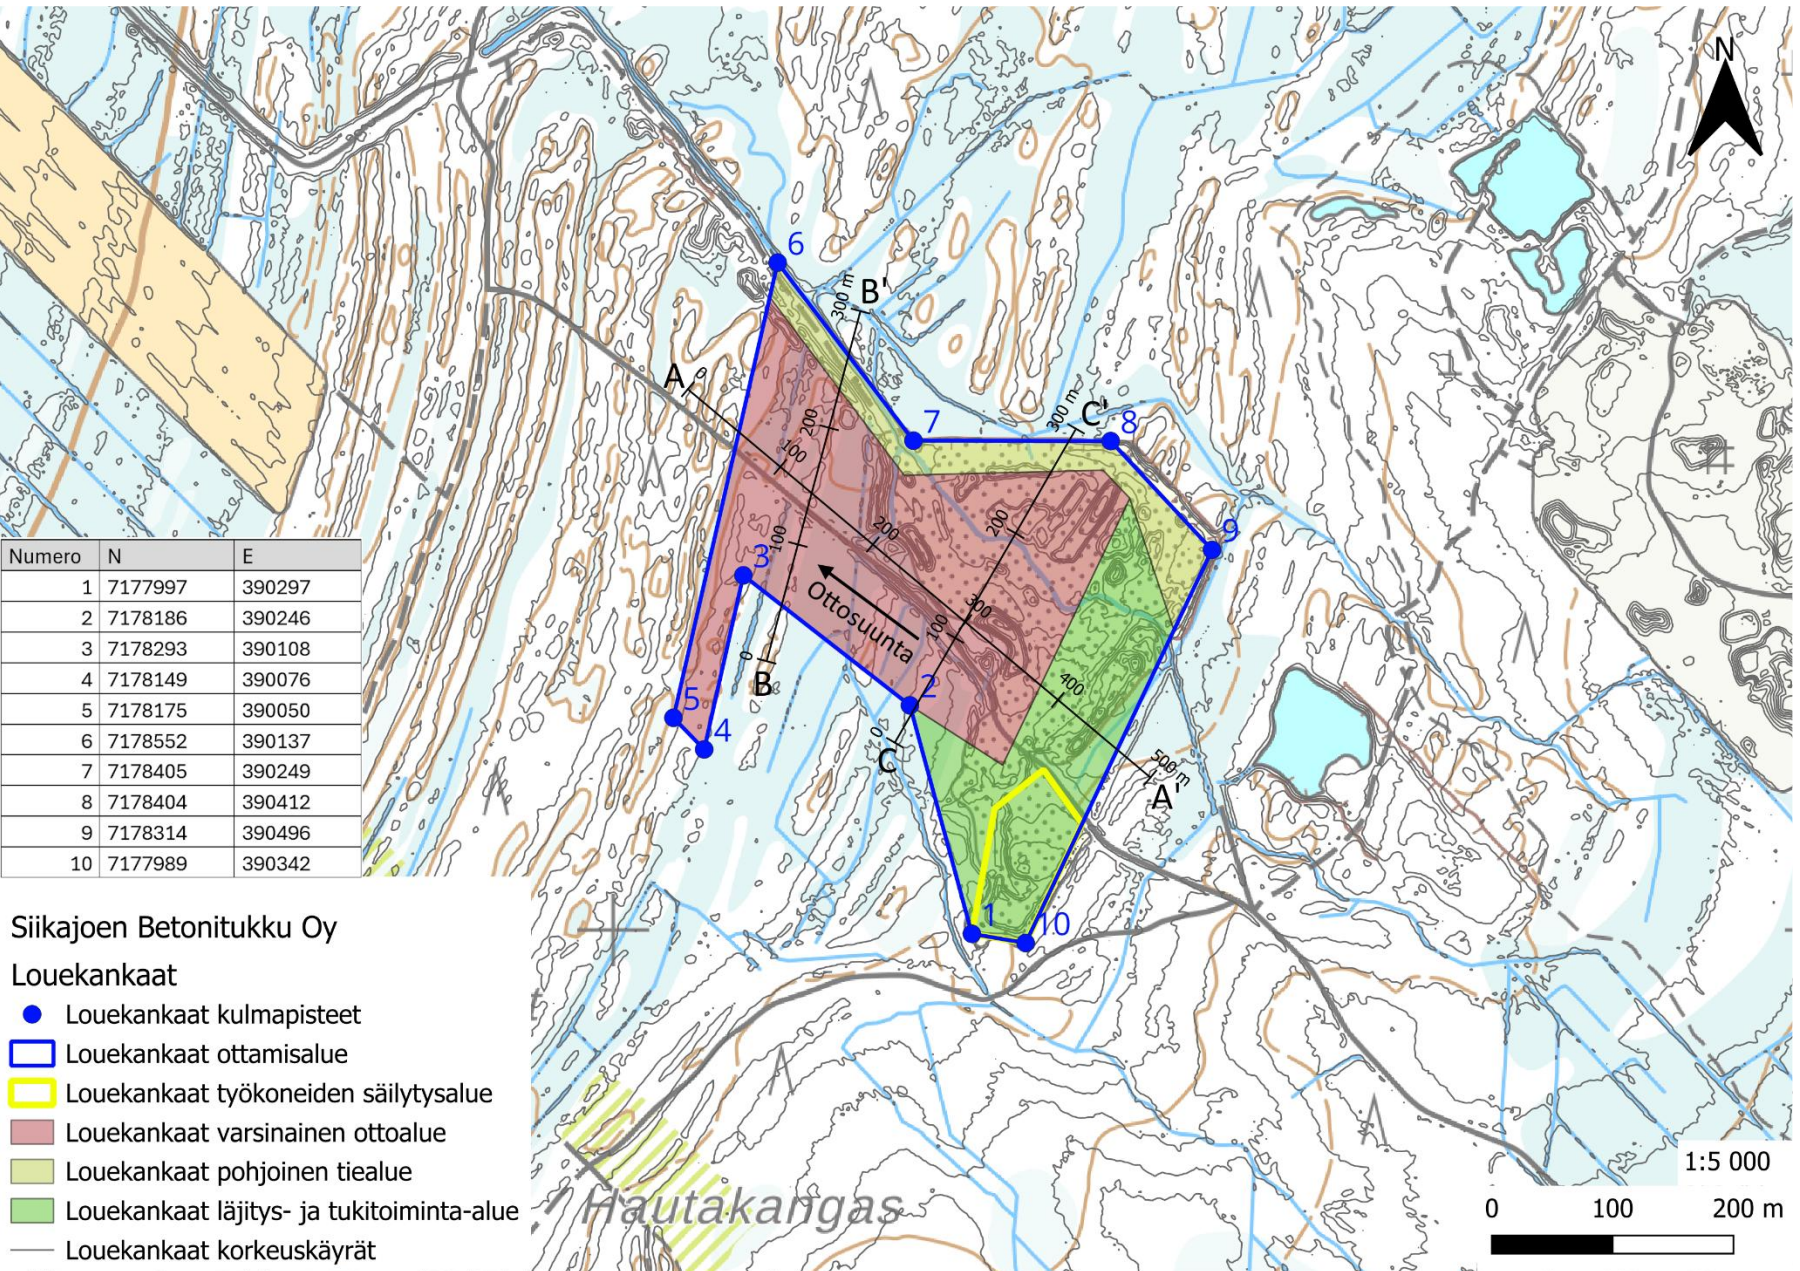 N
6
B'
300 m
A
0
7
300 m
C'
8
200
100
200
200
9
100
3
300
100
Ottosuunta
0
B
400
5
2
4
0
C
500 m
A'
1
10
Numero N E
1 7177997 390297
2 7178186 390246
3 7178293 390108
4 7178149 390076
5 7178175 390050
6 7178552 390137
7 7178405 390249
8 7178404 390412
9 7178314 390496
10 7177989 390342
Siikajoen Betonitukku Oy
Louekankaat
Louekankaat kulmapisteet
Louekankaat ottamisalue
Louekankaat työkoneiden säilytysalue
Louekankaat varsinainen ottoalue
Louekankaat pohjoinen tiealue
Louekankaat läjitys- ja tukitoiminta-alue
Louekankaat korkeuskäyrät
Hautakangas
1:5 000
0 100 200 m